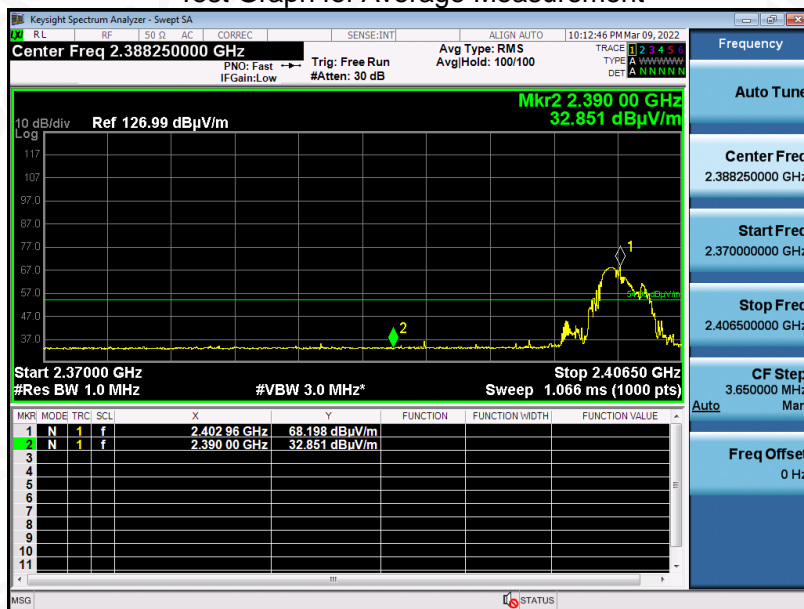 Test Graph for Average Measurement
Keysight Spectrum Analyzer - Swept SA
RL RF 50 Ω AC CORREC SENSE:INT ALIGN AUTO 10:12:46 PM Mar 09, 2022
Center Freq 2.388250000 GHz
PNO: Fast
IFGain:Low
Trig: Free Run
#Atten: 30 dB
Avg Type: RMS
Avg|Hold: 100/100
TRACE 1 2 3 4 5 6
TYPE A WWWWW
DET A N N N N N
Mkr2 2.390 00 GHz
32.851 dBµV/m
10 dB/div Ref 126.99 dBµV/m
Log
117
107
97.0
87.0
77.0
67.0
57.0
47.0
37.0
1
2
Start 2.37000 GHz Stop 2.40650 GHz
#Res BW 1.0 MHz #VBW 3.0 MHz* Sweep 1.066 ms (1000 pts)
MKR MODE TRC SCL X Y FUNCTION FUNCTION WIDTH FUNCTION VALUE
1 N 1 f 2.402 96 GHz 68.198 dBµV/m
2 N 1 f 2.390 00 GHz 32.851 dBµV/m
3
4
5
6
7
8
9
10
11
MSG STATUS
Frequency
Auto Tune
Center Freq
2.388250000 GHz
Start Freq
2.370000000 GHz
Stop Freq
2.406500000 GHz
CF Step
3.650000 MHz
Auto Man
Freq Offset
0 Hz